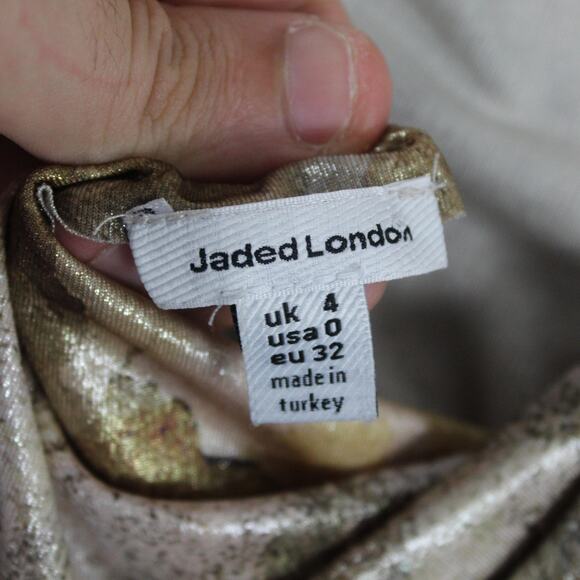 Jaded London
uk 4
usa 0
eu 32
made in
turkey